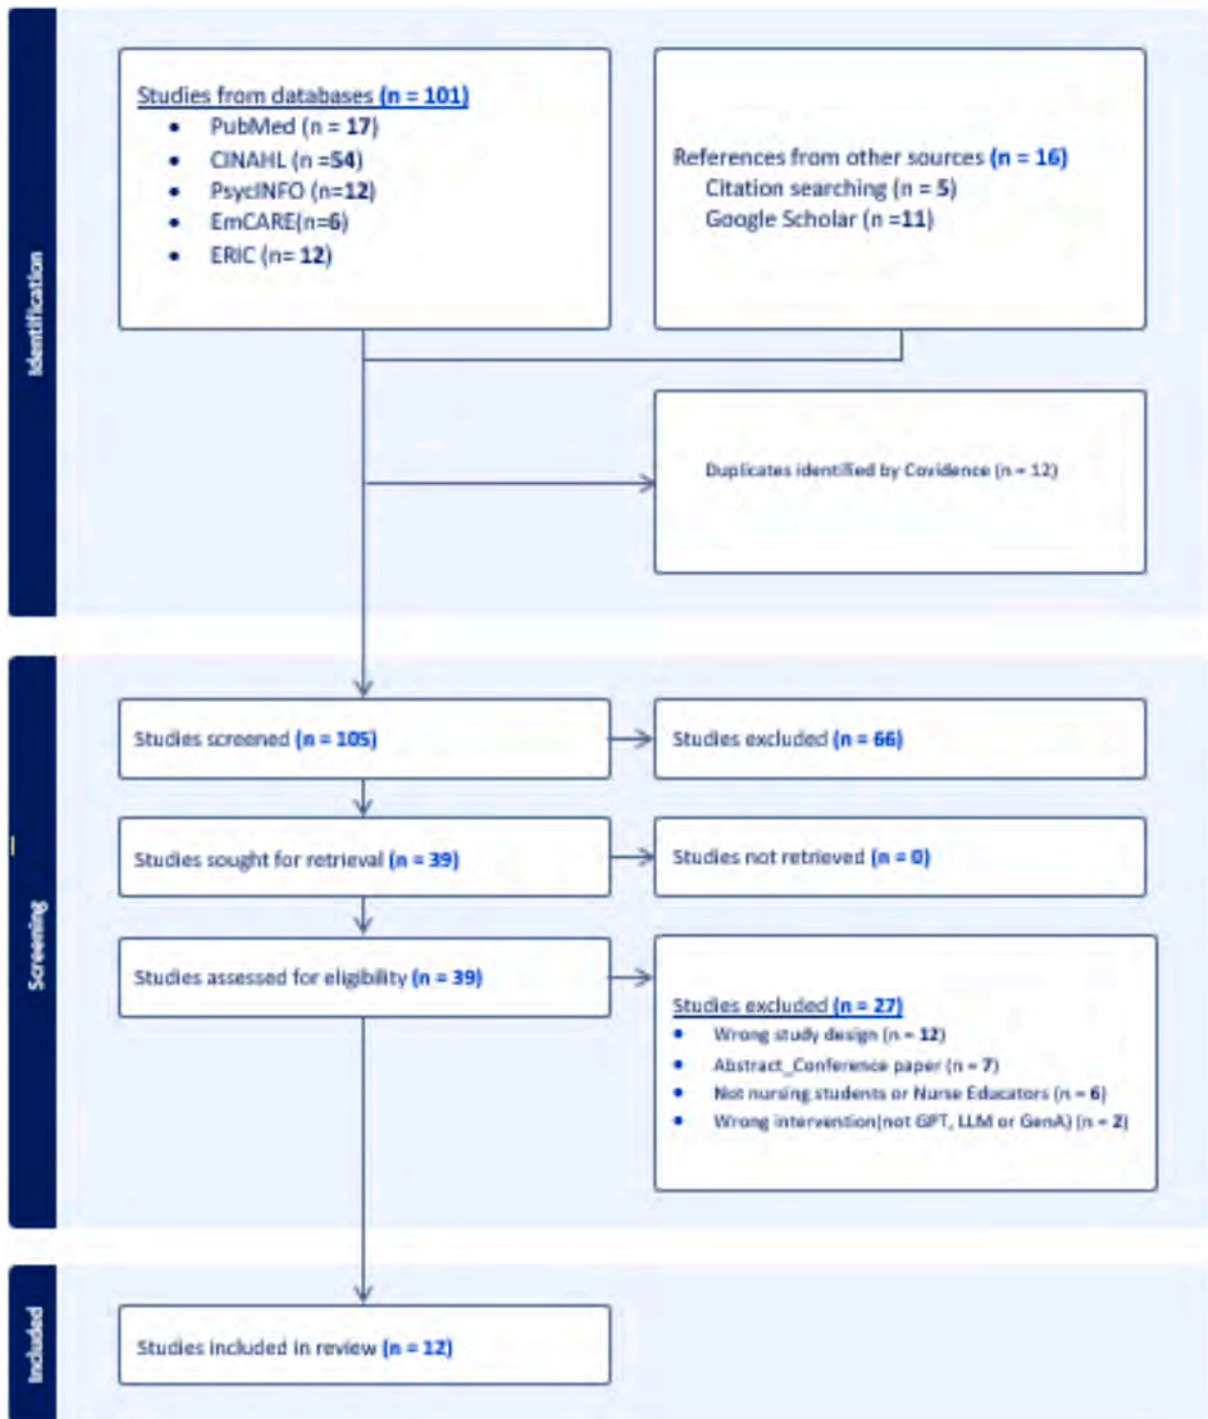 Identification
Studies from databases (n = 101)
• PubMed (n = 17)
• CINAHL (n =54)
• PsycINFO (n=12)
• EmCARE(n=6)
• ERIC (n= 12)
References from other sources (n = 16)
Citation searching (n = 5)
Google Scholar (n =11)
Duplicates identified by Covidence (n = 12)
Screening
Studies screened (n = 105)
Studies excluded (n = 66)
Studies sought for retrieval (n = 39)
Studies not retrieved (n = 0)
Studies assessed for eligibility (n = 39)
Studies excluded (n = 27)
• Wrong study design (n = 12)
• Abstract_Conference paper (n = 7)
• Not nursing students or Nurse Educators (n = 6)
• Wrong intervention(not GPT, LLM or GenA) (n = 2)
Included
Studies included in review (n = 12)